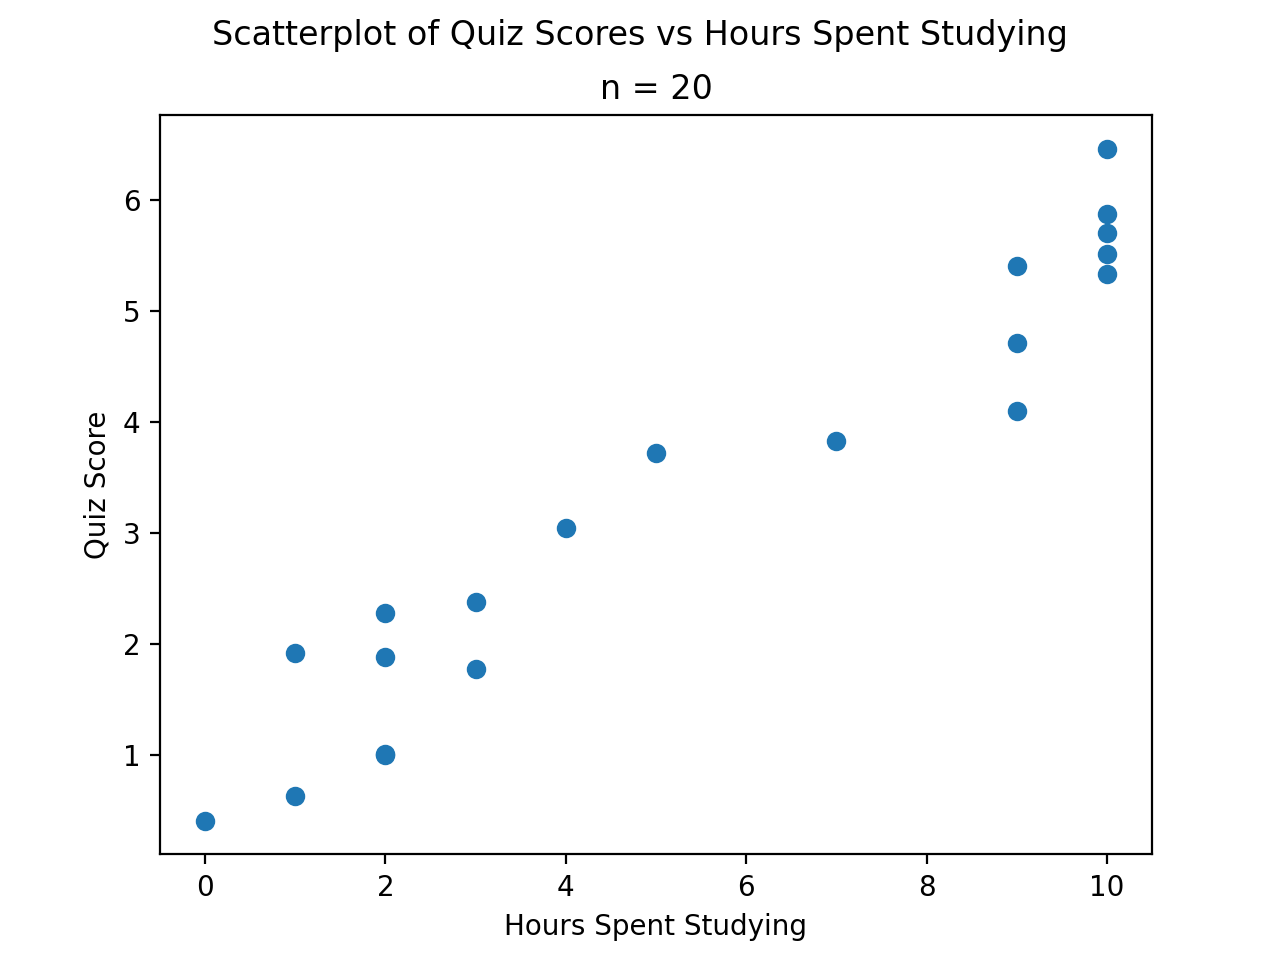 Scatterplot of Quiz Scores vs Hours Spent Studying
n = 20
6
5
4
3
2
1
Quiz Score
0 2 4 6 8 10
Hours Spent Studying